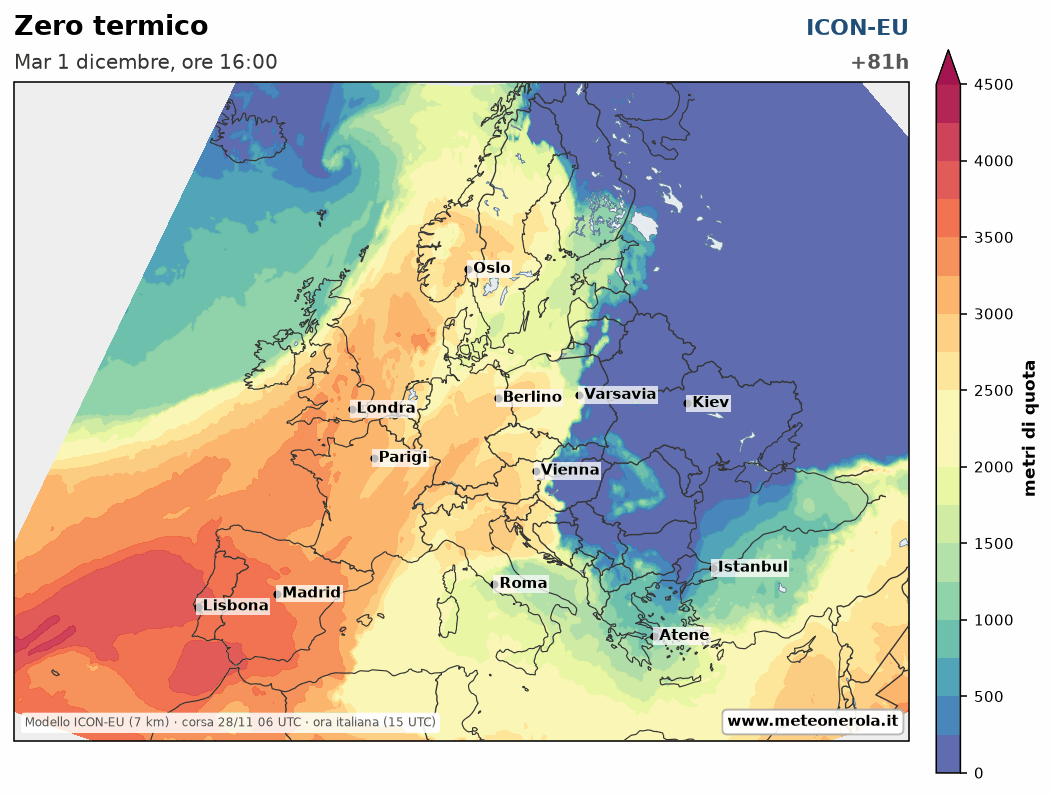 Zero termico
ICON-EU
Mar 1 dicembre, ore 16:00
+81h
4500
4000
3500
3000
2500
2000
1500
1000
500
0
metri di quota
Oslo
Londra
Berlino
Varsavia
Kiev
Parigi
Vienna
Roma
Istanbul
Madrid
Lisbona
Atene
Modello ICON-EU (7 km) · corsa 28/11 06 UTC · ora italiana (15 UTC)
www.meteonerola.it